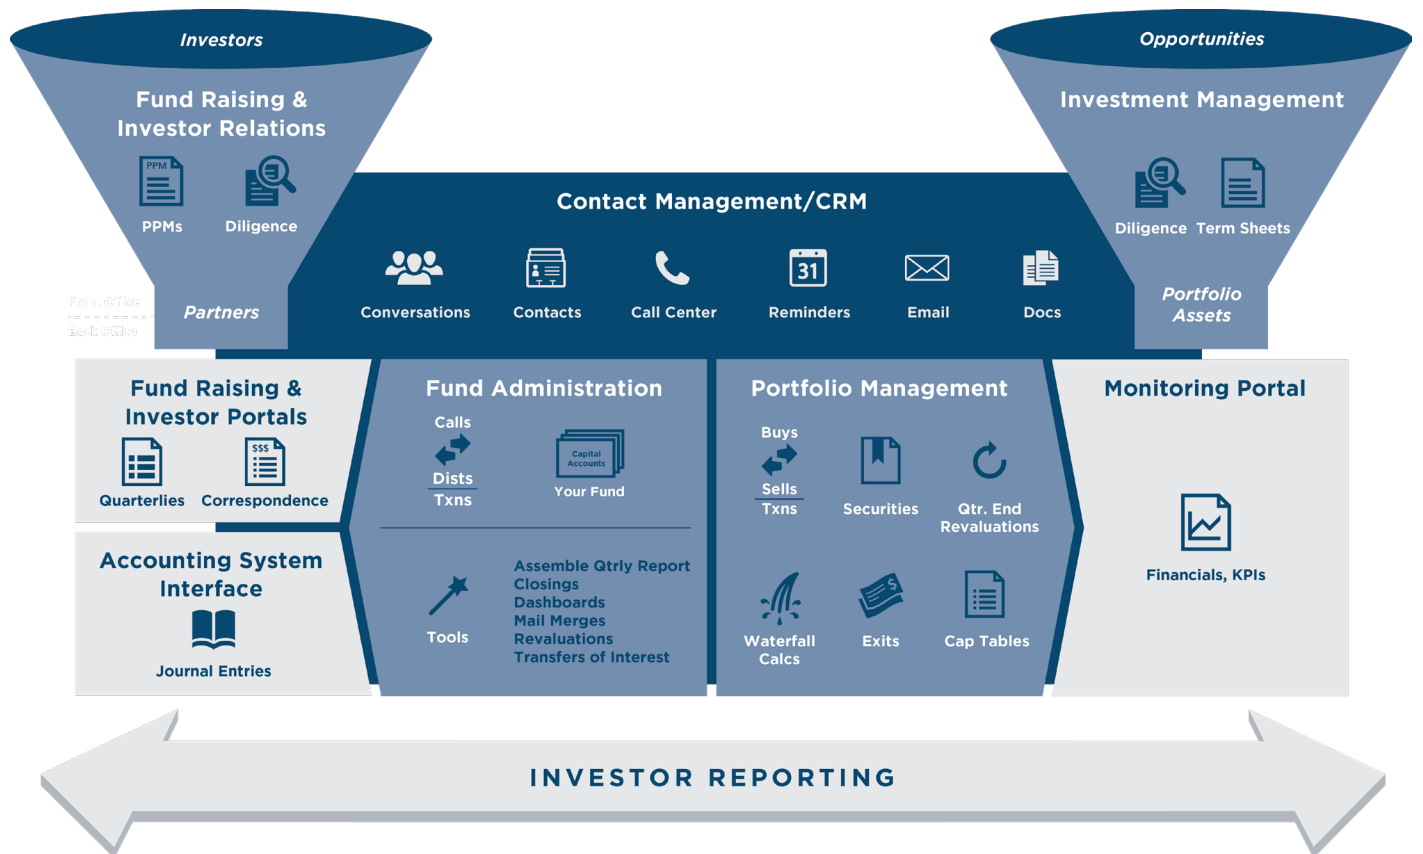 Investors
Fund Raising &
Investor Relations
PPM
PPMs
Diligence
Partners
Opportunities
Investment Management
Diligence
Term Sheets
Portfolio
Assets
Contact Management/CRM
Conversations
Contacts
Call Center
31
Reminders
Email
Docs
Front Office
Back Office
Fund Raising &
Investor Portals
$$$
Quarterlies
Correspondence
Accounting System
Interface
Journal Entries
Fund Administration
Calls
Dists
Txns
Capital
Accounts
Your Fund
Tools
Assemble Qtrly Report
Closings
Dashboards
Mail Merges
Revaluations
Transfers of Interest
Portfolio Management
Buys
Sells
Txns
Securities
Qtr. End
Revaluations
Waterfall
Calcs
$
Exits
Cap Tables
Monitoring Portal
Financials, KPIs
INVESTOR REPORTING